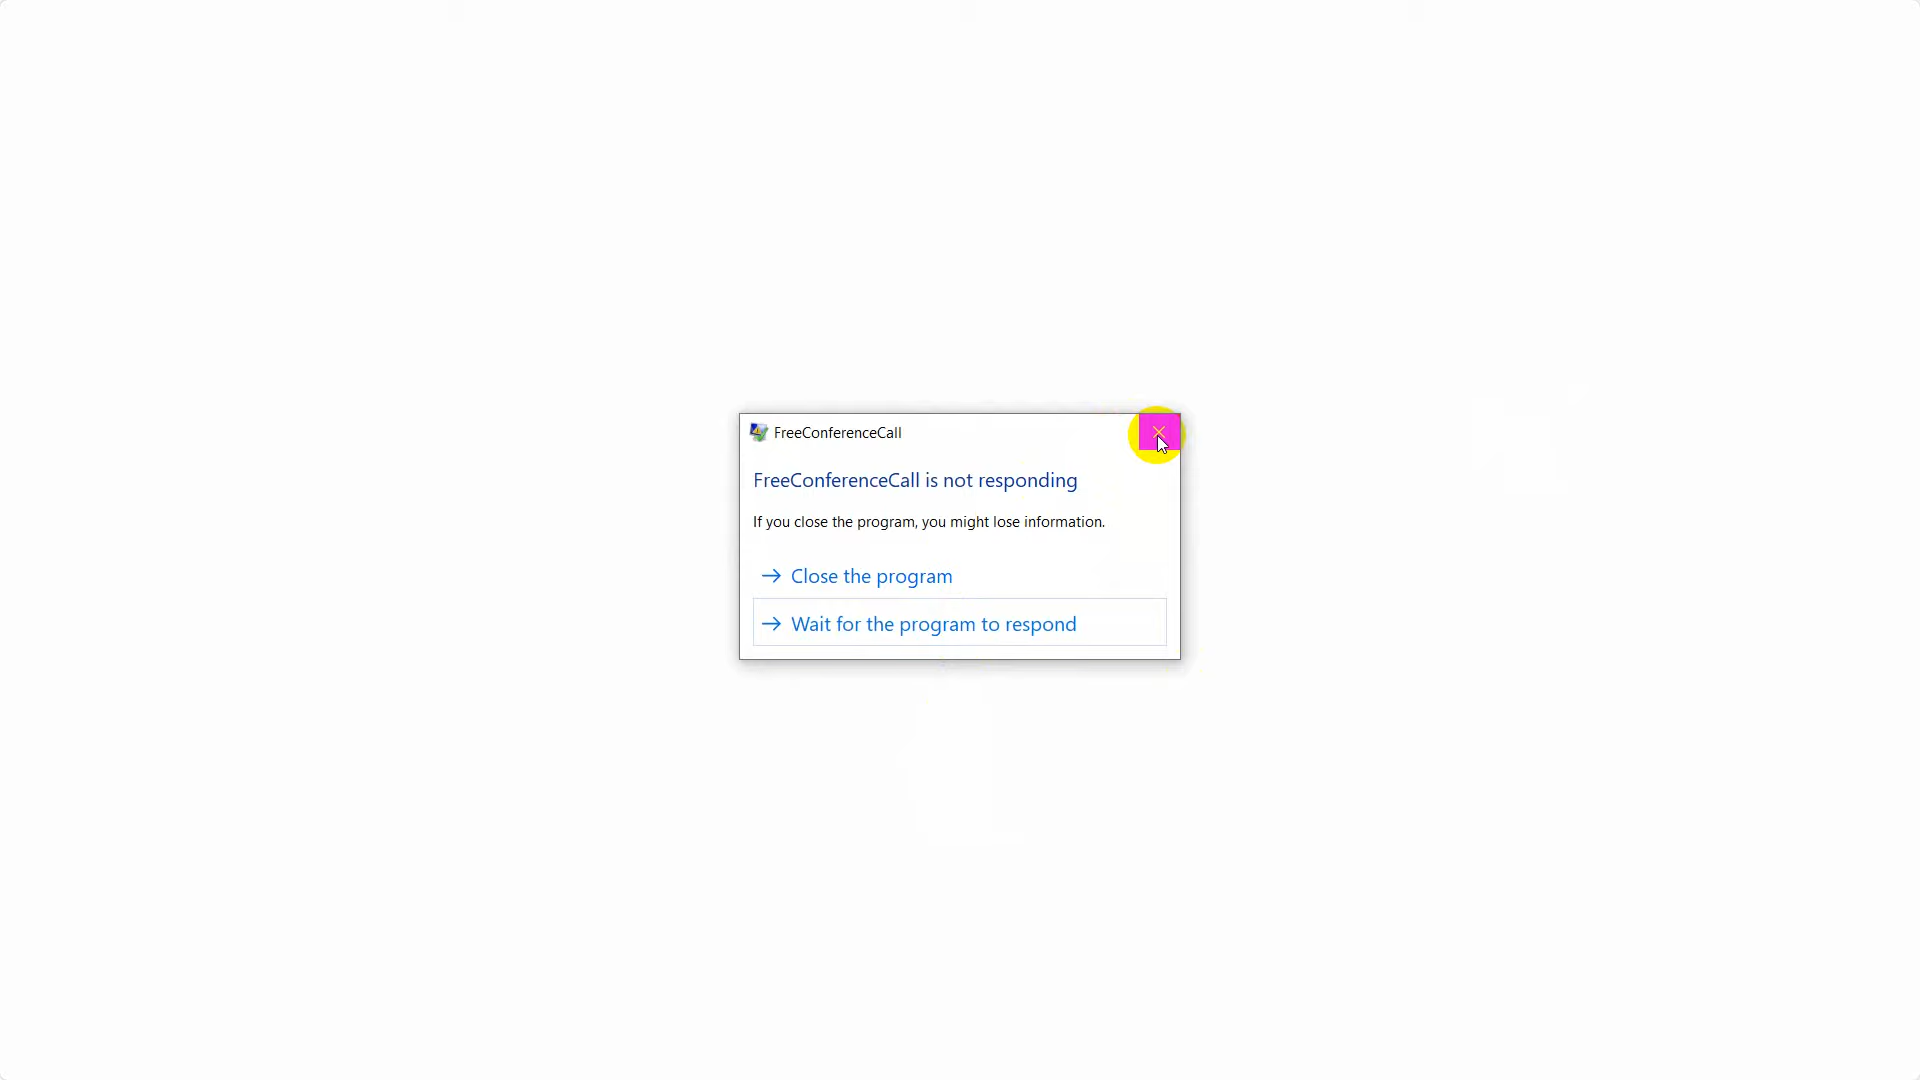 FreeConferenceCall
FreeConferenceCall is not responding
If you close the program, you might lose information.
Close the program
Wait for the program to respond